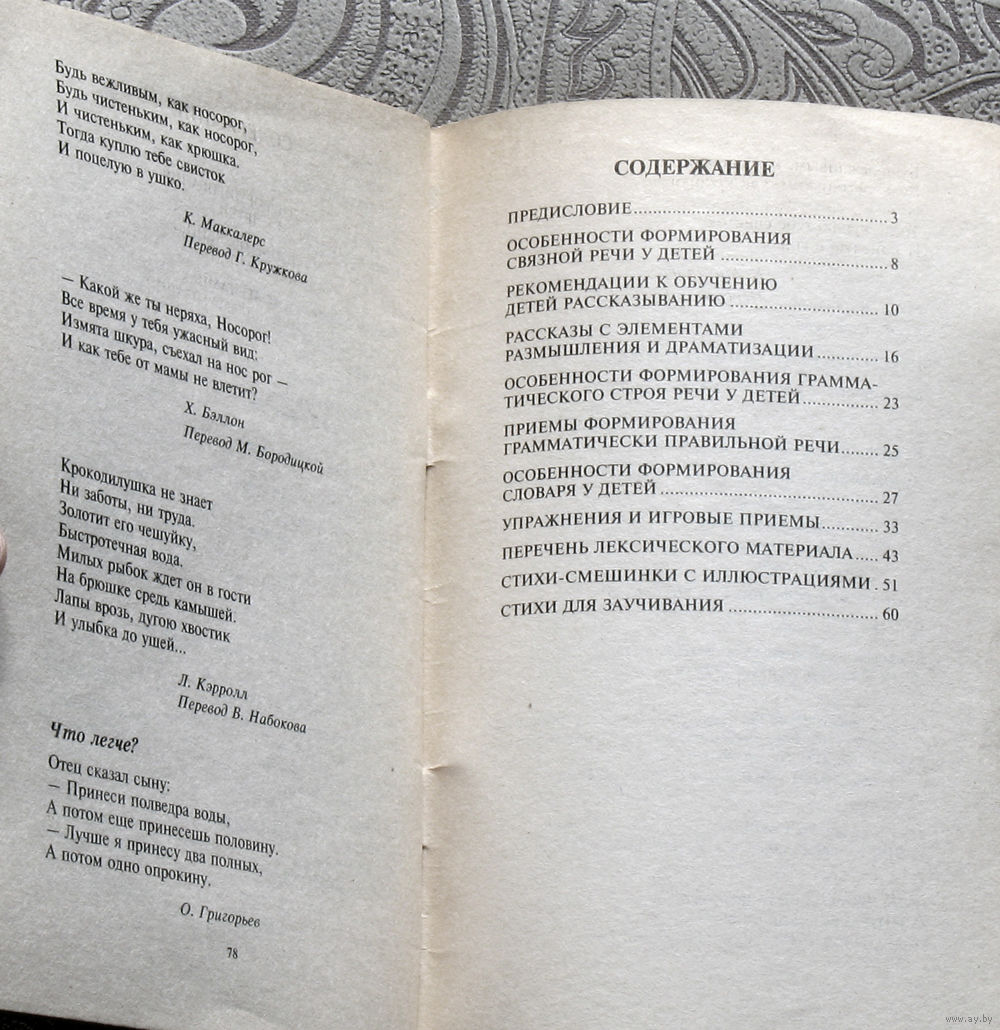 Будь вежливым, как носорог,
Будь чистеньким, как носорог,
И чистеньким, как хрюшка.
Тогда куплю тебе свисток
И поцелую в ушко.
К. Маккалерс
Перевод Г. Кружкова
— Какой же ты неряха, Носорог!
Все время у тебя ужасный вид:
Измята шкура, съехал на нос рог —
И как тебе от мамы не влетит?
Х. Бэллок
Перевод М. Бородицкой
Крокодилушка не знает
Ни заботы, ни труда.
Золотит его чешуйку,
Быстротечная вода.
Милых рыбок ждет он в гости
На брюшке средь камышей:
Лапы врозь, дугою хвостик
И улыбка до ушей...
Л. Кэрролл
Перевод В. Набокова
Что легче?
Отец сказал сыну:
— Принеси полведра воды,
А потом еще принесешь половину.
— Лучше я принесу два полных,
А потом одно опрокину.
О. Григорьев
78
СОДЕРЖАНИЕ
ПРЕДИСЛОВИЕ ... 3
ОСОБЕННОСТИ ФОРМИРОВАНИЯ
СВЯЗНОЙ РЕЧИ У ДЕТЕЙ ... 8
РЕКОМЕНДАЦИИ К ОБУЧЕНИЮ
ДЕТЕЙ РАССКАЗЫВАНИЮ ... 10
РАССКАЗЫ С ЭЛЕМЕНТАМИ
РАЗМЫШЛЕНИЯ И ДРАМАТИЗАЦИИ ... 16
ОСОБЕННОСТИ ФОРМИРОВАНИЯ ГРАММА-
ТИЧЕСКОГО СТРОЯ РЕЧИ У ДЕТЕЙ ... 23
ПРИЕМЫ ФОРМИРОВАНИЯ
ГРАММАТИЧЕСКИ ПРАВИЛЬНОЙ РЕЧИ ... 25
ОСОБЕННОСТИ ФОРМИРОВАНИЯ
СЛОВАРЯ У ДЕТЕЙ ... 27
УПРАЖНЕНИЯ И ИГРОВЫЕ ПРИЕМЫ ... 33
ПЕРЕЧЕНЬ ЛЕКСИЧЕСКОГО МАТЕРИАЛА ... 43
СТИХИ-СМЕШИНКИ С ИЛЛЮСТРАЦИЯМИ . 51
СТИХИ ДЛЯ ЗАУЧИВАНИЯ ... 60
www.ay.by